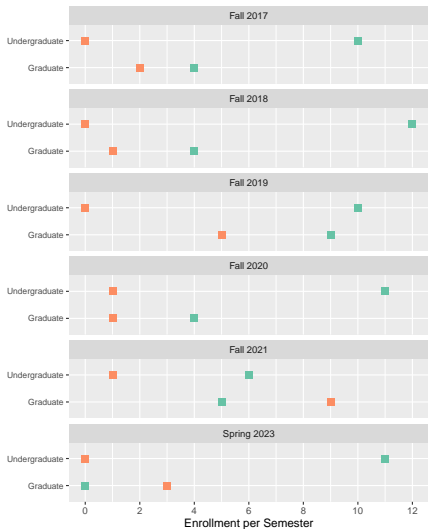 Fall 2017
Undergraduate
Graduate
Fall 2018
Undergraduate
Graduate
Fall 2019
Undergraduate
Graduate
Fall 2020
Undergraduate
Graduate
Fall 2021
Undergraduate
Graduate
Spring 2023
Undergraduate
Graduate
0 2 4 6 8 10 12
Enrollment per Semester